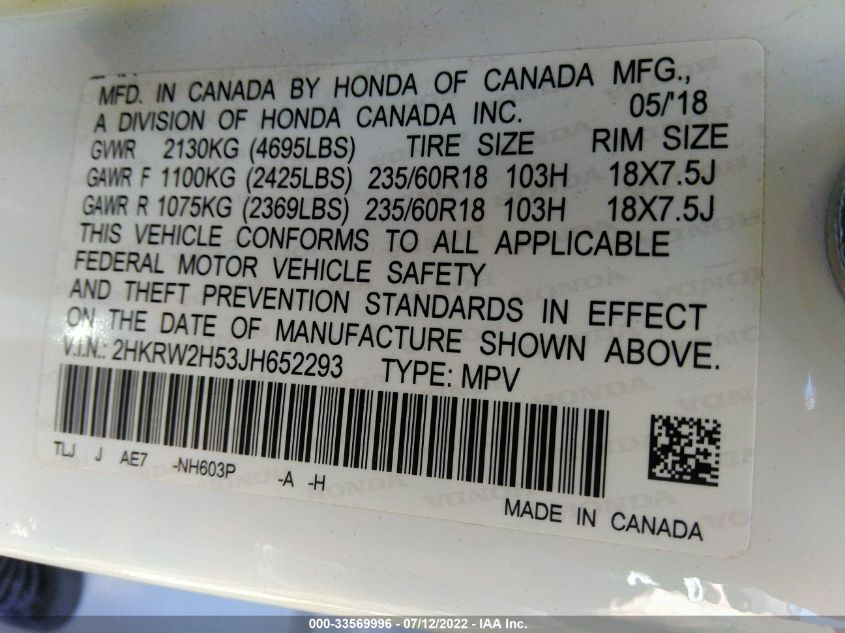 MFD. IN CANADA BY HONDA OF CANADA MFG.,
A DIVISION OF HONDA CANADA INC. 05/'18
GVWR 2130KG (4695LBS) TIRE SIZE RIM SIZE
GAWR F 1100KG (2425LBS) 235/60R18 103H 18X7.5J
GAWR R 1075KG (2369LBS) 235/60R18 103H 18X7.5J
THIS VEHICLE CONFORMS TO ALL APPLICABLE
FEDERAL MOTOR VEHICLE SAFETY
AND THEFT PREVENTION STANDARDS IN EFFECT
ON THE DATE OF MANUFACTURE SHOWN ABOVE.
V.I.N.: 2HKRW2H53JH652293 TYPE: MPV
TLJ J AE7 -NH603P -A -H
MADE IN CANADA
000-33569996 - 07/12/2022 - IAA Inc.